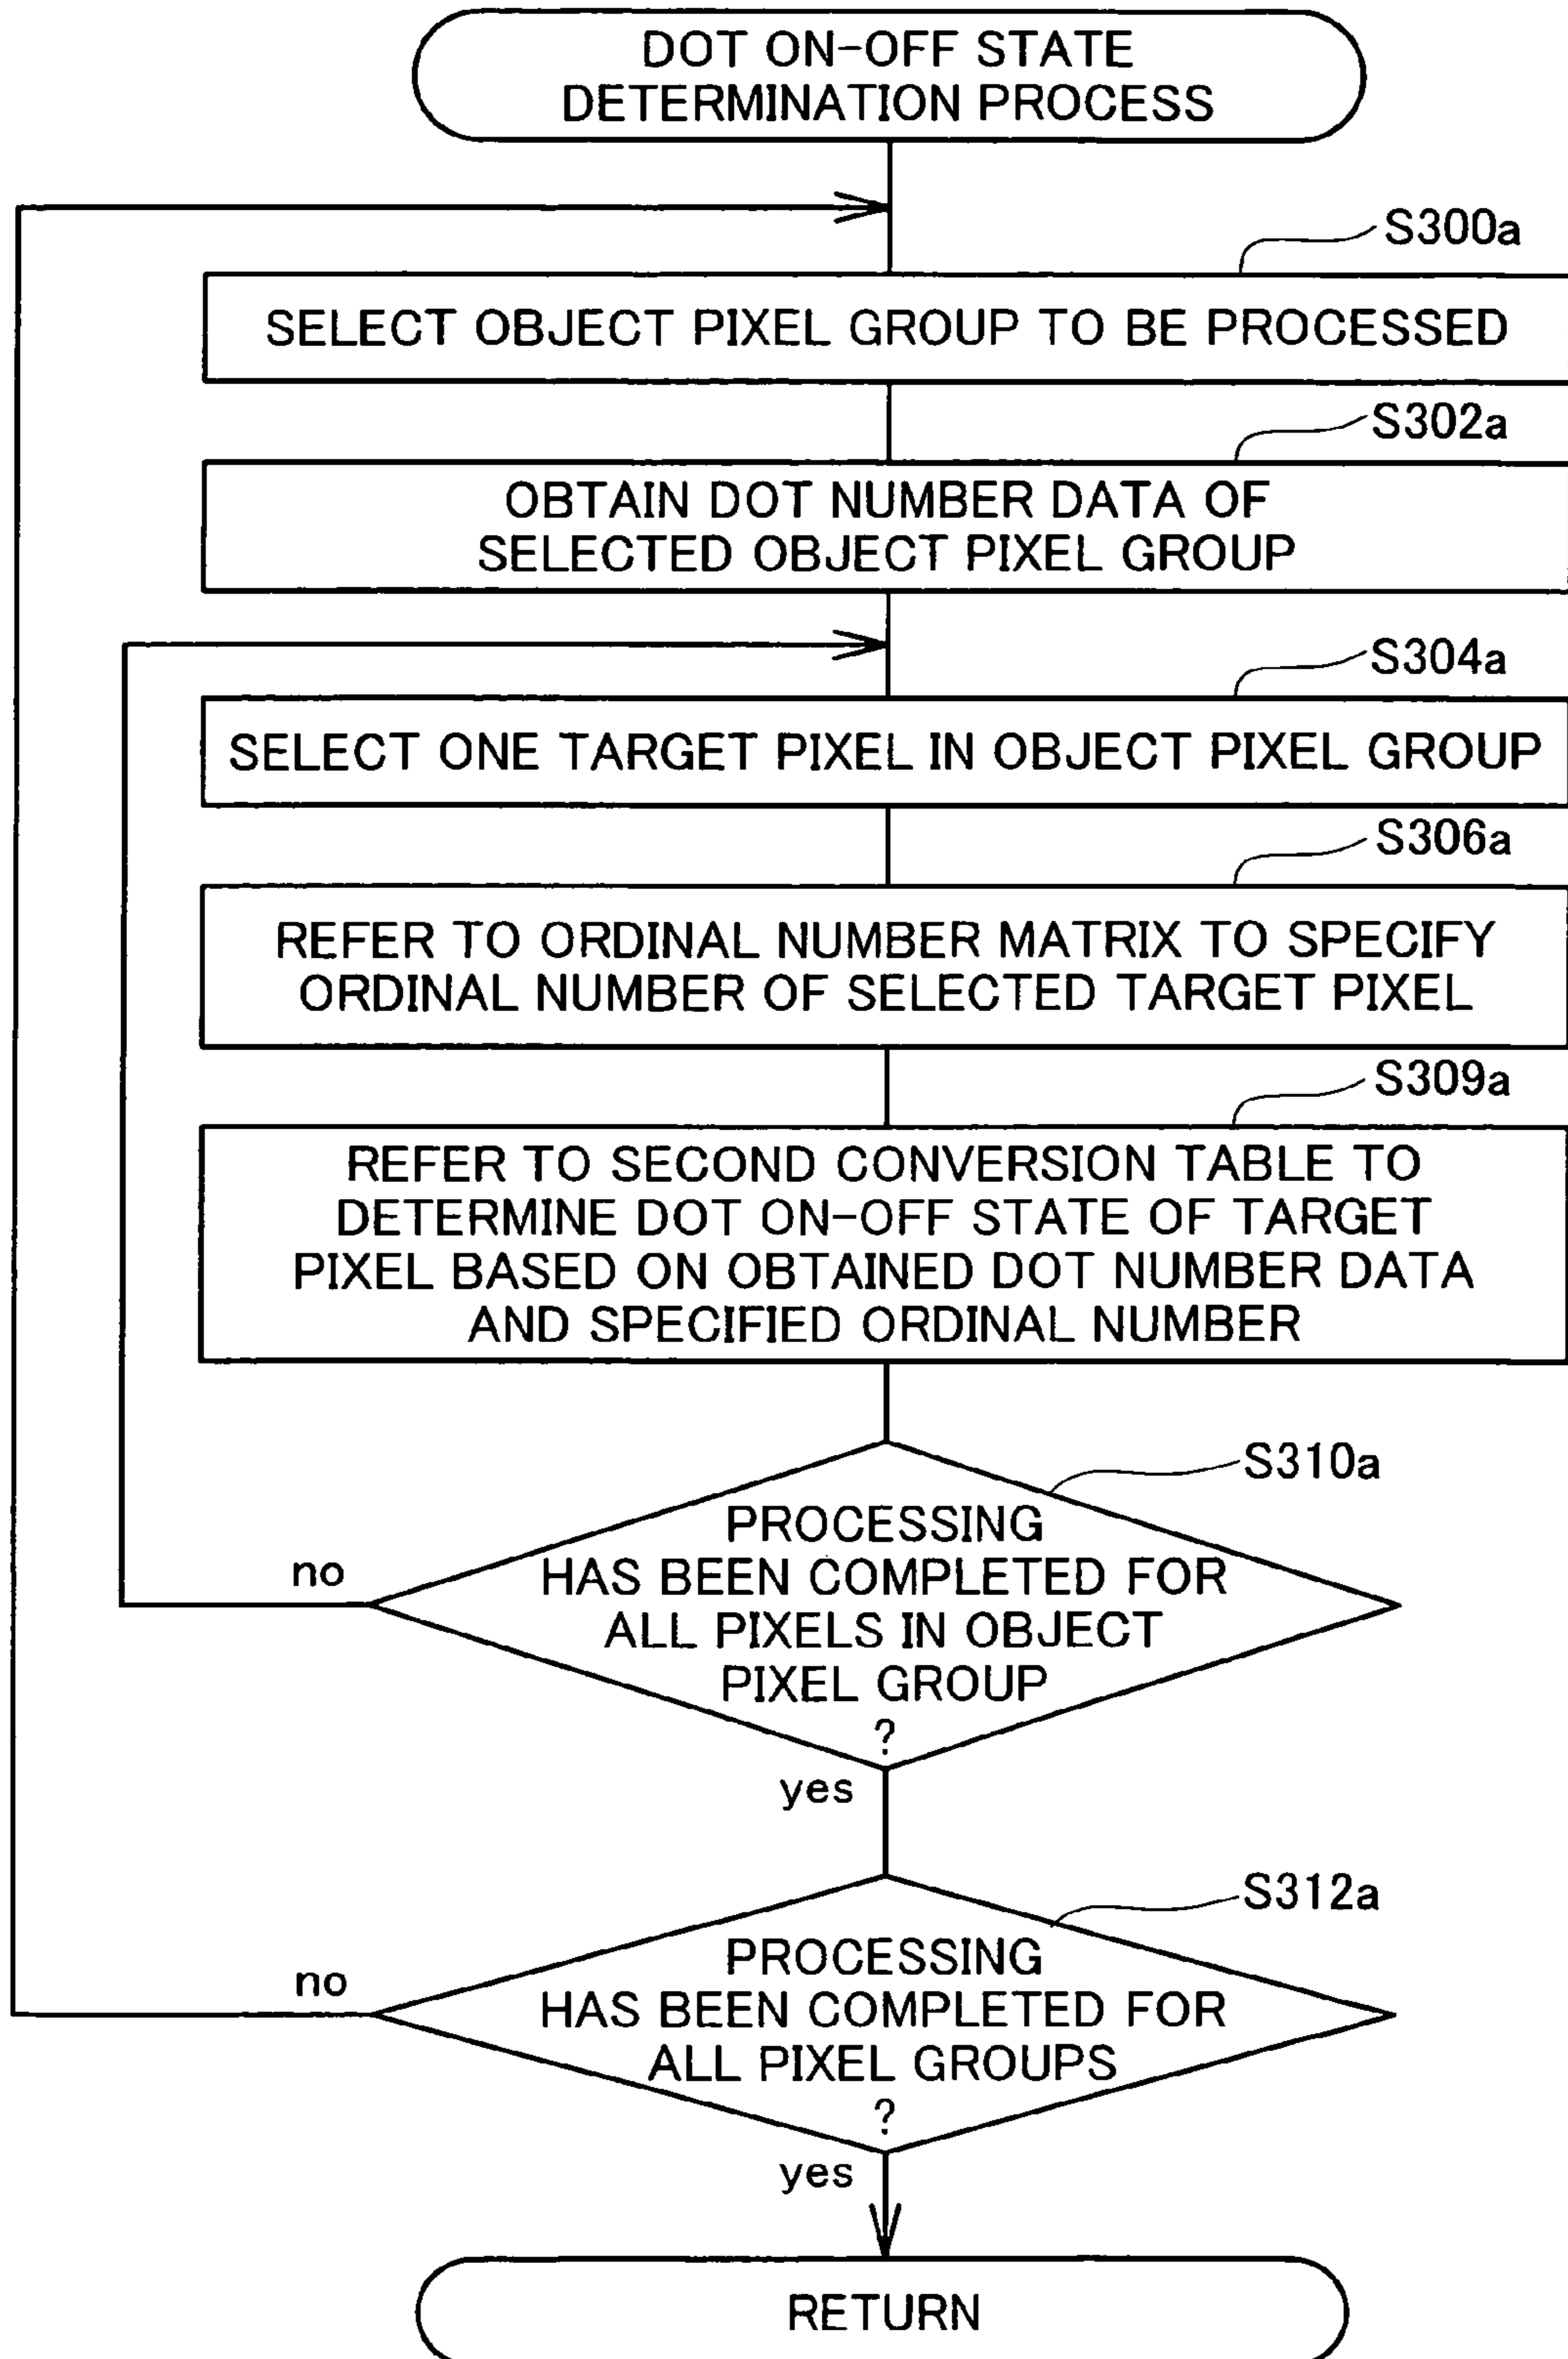 DOT ON-OFF STATE
DETERMINATION PROCESS
S300a
SELECT OBJECT PIXEL GROUP TO BE PROCESSED
S302a
OBTAIN DOT NUMBER DATA OF
SELECTED OBJECT PIXEL GROUP
S304a
SELECT ONE TARGET PIXEL IN OBJECT PIXEL GROUP
S306a
REFER TO ORDINAL NUMBER MATRIX TO SPECIFY
ORDINAL NUMBER OF SELECTED TARGET PIXEL
S309a
REFER TO SECOND CONVERSION TABLE TO
DETERMINE DOT ON-OFF STATE OF TARGET
PIXEL BASED ON OBTAINED DOT NUMBER DATA
AND SPECIFIED ORDINAL NUMBER
S310a
PROCESSING
HAS BEEN COMPLETED FOR
ALL PIXELS IN OBJECT
PIXEL GROUP
?
no
yes
S312a
PROCESSING
HAS BEEN COMPLETED FOR
ALL PIXEL GROUPS
?
no
yes
RETURN